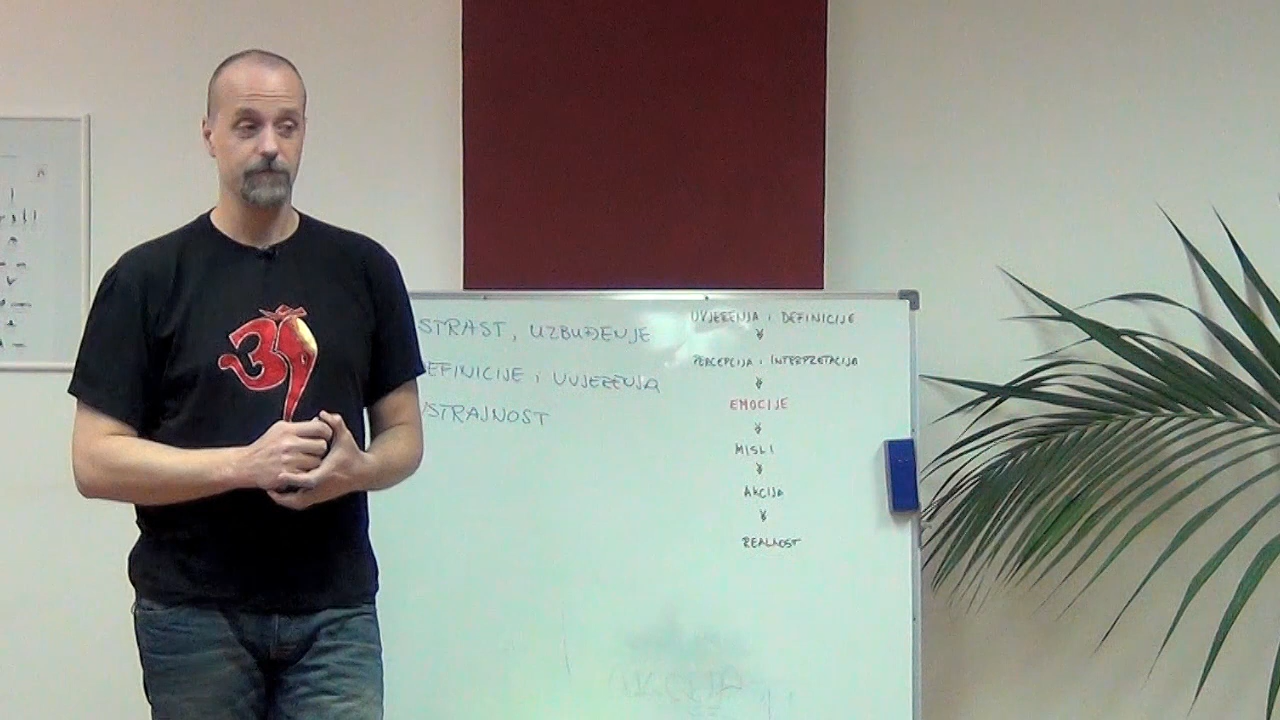 STRAST, UZBUĐENJE
EFINICIJE i UVJERENJA
STRAJNOST
UVJERENJA i DEFINICIJE
PERCEPCIJA i INTERPRETACIJA
EMOCIJE
MISLI
AKCIJA
REALNOST